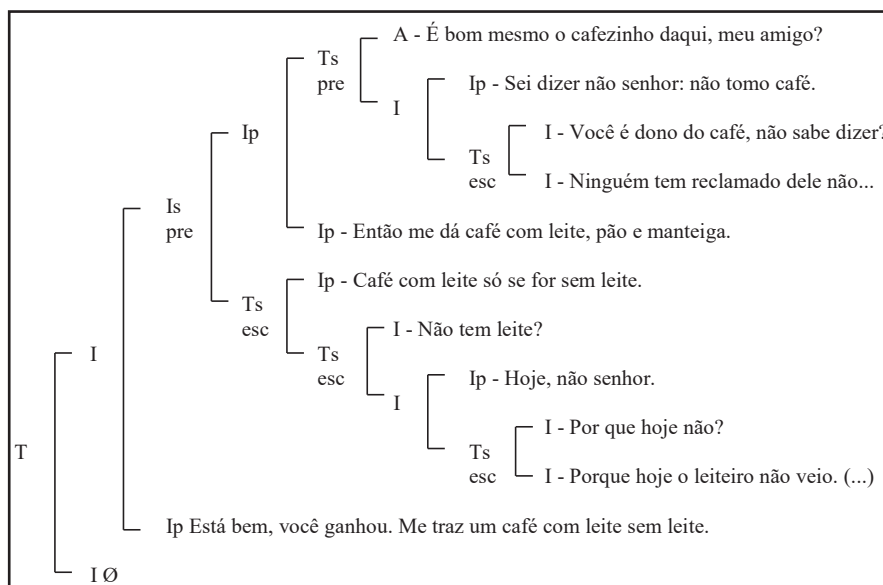 A - É bom mesmo o cafezinho daqui, meu amigo?
Ts
pre
Ip - Sei dizer não senhor: não tomo café.
I
Ip
I - Você é dono do café, não sabe dizer?
Ts
esc
I - Ninguém tem reclamado dele não...
Is
pre
Ip - Então me dá café com leite, pão e manteiga.
Ip - Café com leite só se for sem leite.
Ts
esc
I - Não tem leite?
I
Ts
esc
Ip - Hoje, não senhor.
I
I - Por que hoje não?
T
Ts
esc
I - Porque hoje o leiteiro não veio. (...)
Ip Está bem, você ganhou. Me traz um café com leite sem leite.
I Ø